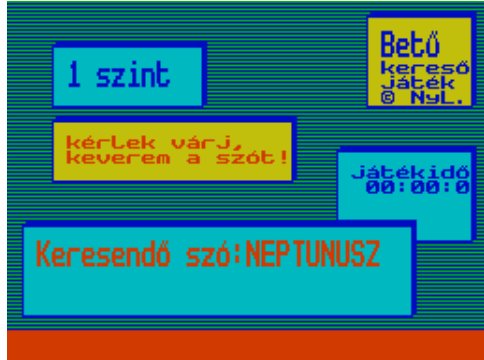 1 szint
Betű
kereső
játék
© NyL.
kérlek várj,
keverem a szót!
játékidő
00:00:0
Keresendő szó:NEPTUNUSZ